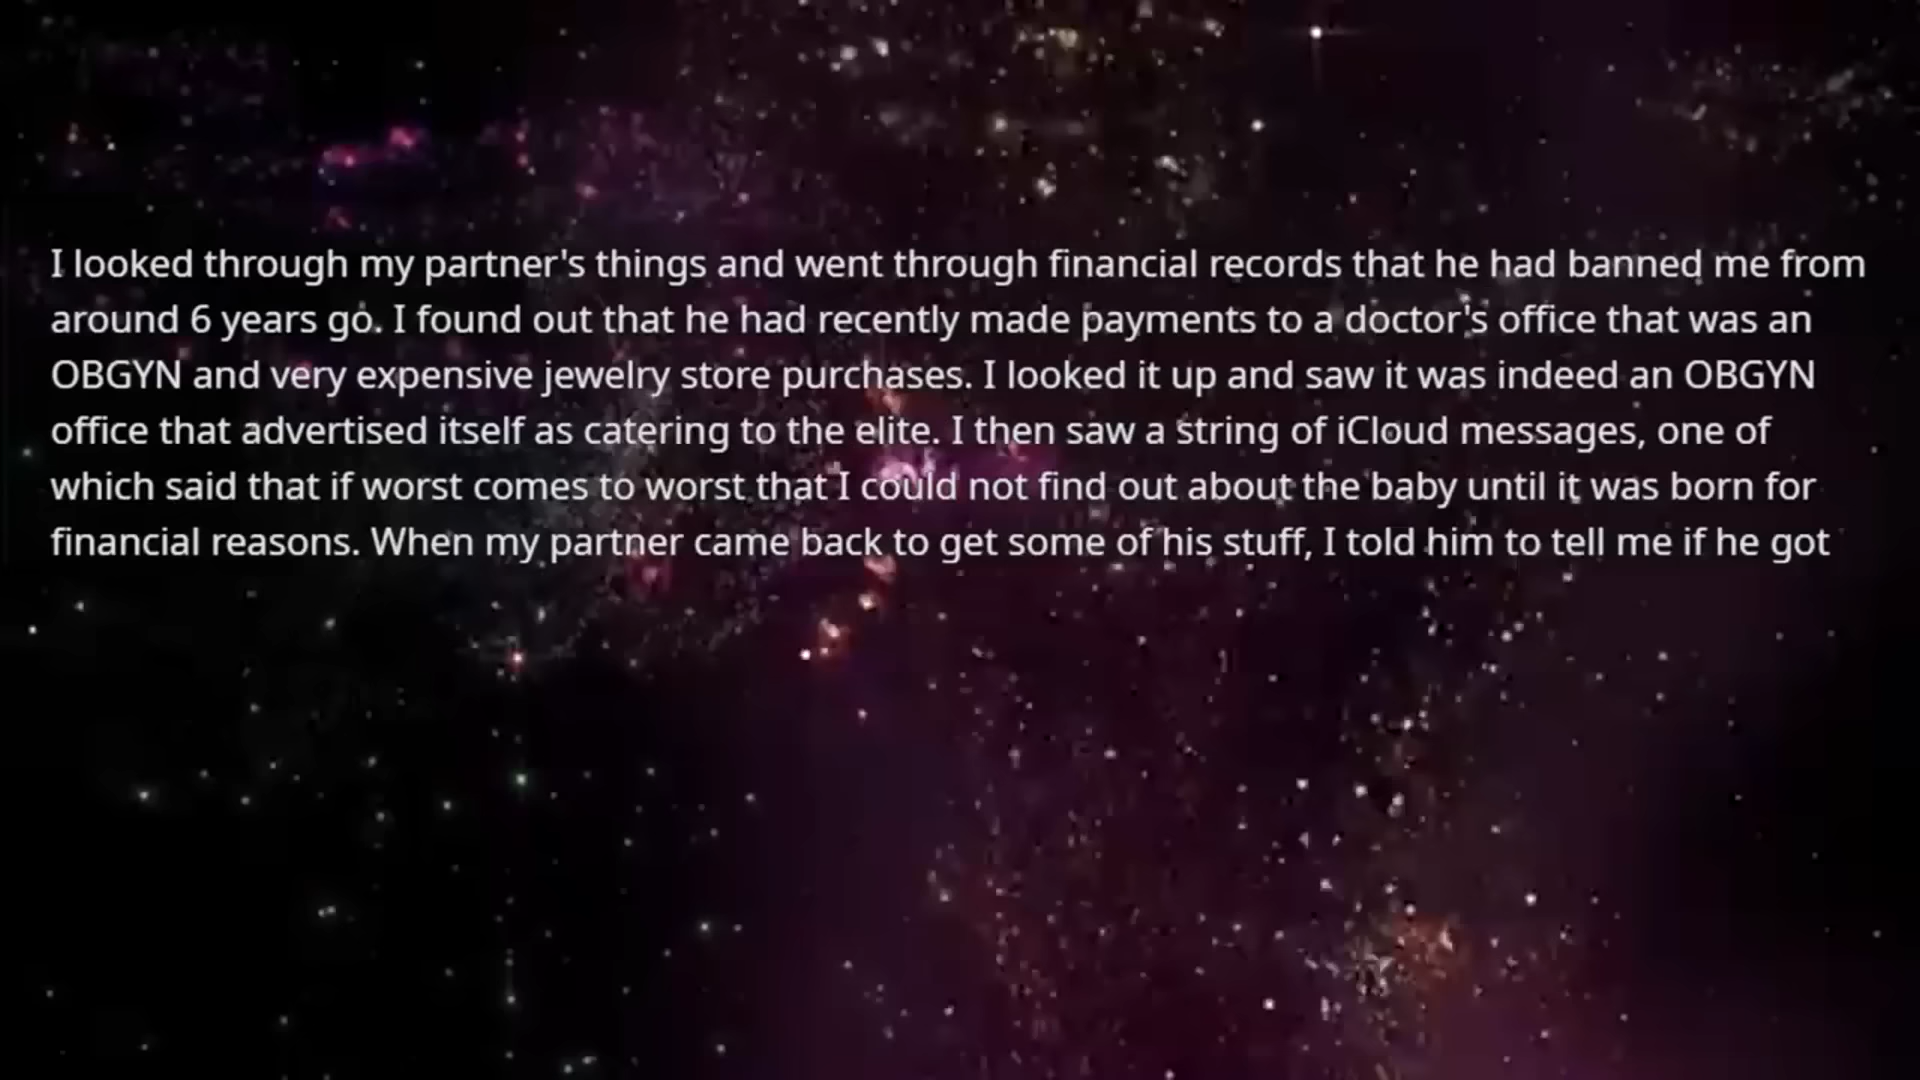 I looked through my partner's things and went through financial records that he had banned me from
around 6 years go. I found out that he had recently made payments to a doctor's office that was an
OBGYN and very expensive jewelry store purchases. I looked it up and saw it was indeed an OBGYN
office that advertised itself as catering to the elite. I then saw a string of iCloud messages, one of
which said that if worst comes to worst that I could not find out about the baby until it was born for
financial reasons. When my partner came back to get some of his stuff, I told him to tell me if he got